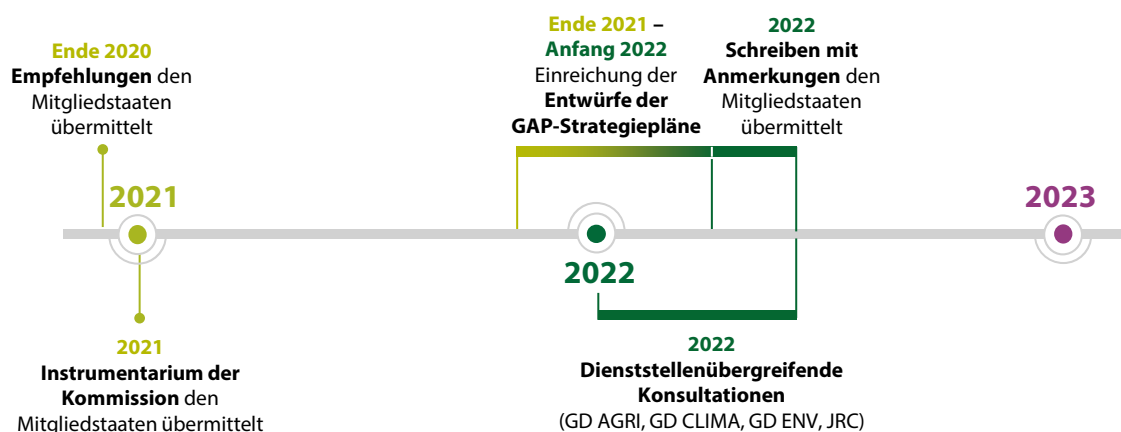 Ende 2020
Empfehlungen den
Mitgliedstaaten
übermittelt
Ende 2021 –
Anfang 2022
Einreichung der
Entwürfe der
GAP-Strategiepläne
2022
Schreiben mit
Anmerkungen den
Mitgliedstaaten
übermittelt
2021
2022
2023
2021
Instrumentarium der
Kommission den
Mitgliedstaaten übermittelt
2022
Dienststellenübergreifende
Konsultationen
(GD AGRI, GD CLIMA, GD ENV, JRC)